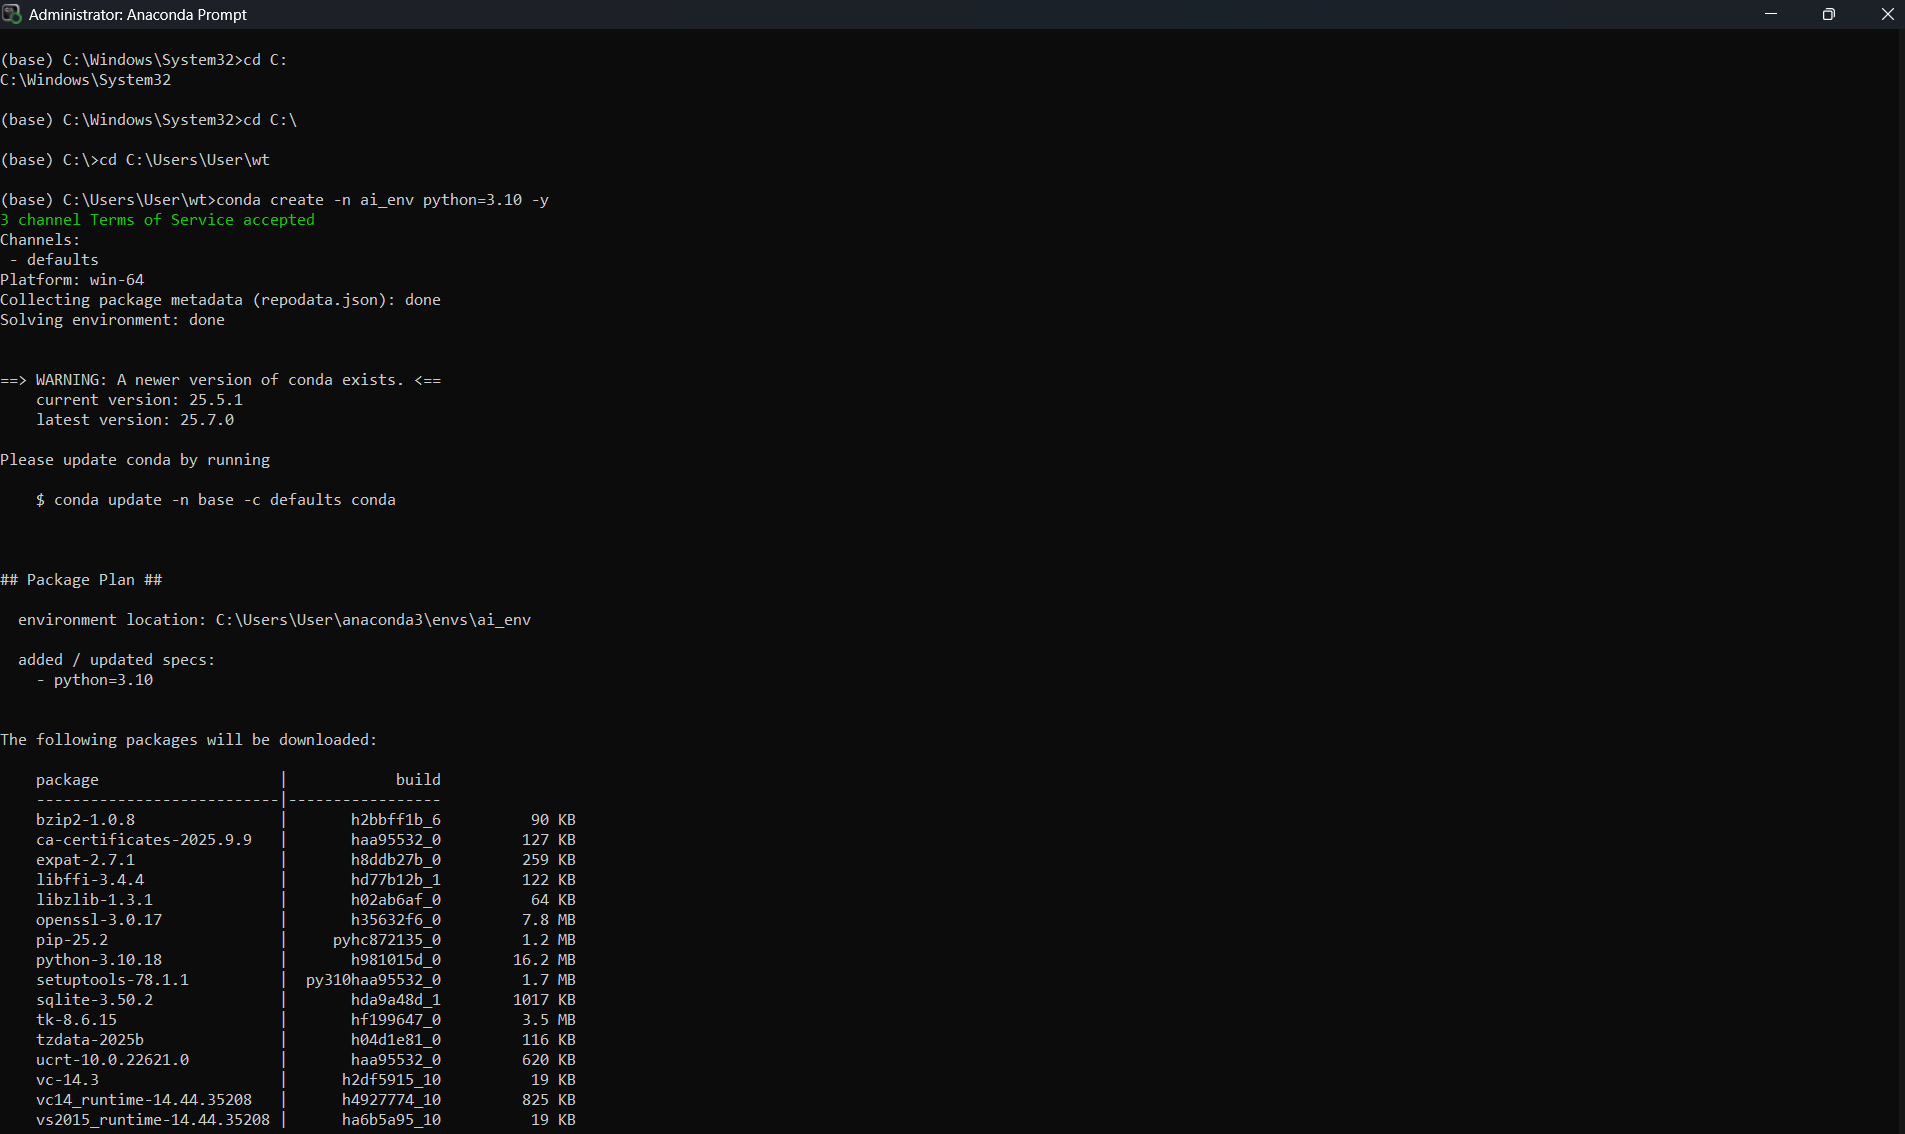 Administrator: Anaconda Prompt
(base) C:\Windows\System32>cd C:
C:\Windows\System32
(base) C:\Windows\System32>cd C:\
(base) C:\>cd C:\Users\User\wt
(base) C:\Users\User\wt>conda create -n ai_env python=3.10 -y
3 channel Terms of Service accepted
Channels:
 - defaults
Platform: win-64
Collecting package metadata (repodata.json): done
Solving environment: done
==> WARNING: A newer version of conda exists. <==
    current version: 25.5.1
    latest version: 25.7.0
Please update conda by running
    $ conda update -n base -c defaults conda
## Package Plan ##
  environment location: C:\Users\User\anaconda3\envs\ai_env
  added / updated specs:
    - python=3.10
The following packages will be downloaded:
    package                    |            build
    ---------------------------|-----------------
    bzip2-1.0.8                |       h2bbff1b_6          90 KB
    ca-certificates-2025.9.9   |       haa95532_0         127 KB
    expat-2.7.1                |       h8ddb27b_0         259 KB
    libffi-3.4.4               |       hd77b12b_1         122 KB
    libzlib-1.3.1              |       h02ab6af_0          64 KB
    openssl-3.0.17             |       h35632f6_0         7.8 MB
    pip-25.2                   |     pyhc872135_0         1.2 MB
    python-3.10.18             |       h981015d_0        16.2 MB
    setuptools-78.1.1          |  py310haa95532_0         1.7 MB
    sqlite-3.50.2              |       hda9a48d_1        1017 KB
    tk-8.6.15                  |       hf199647_0         3.5 MB
    tzdata-2025b               |       h04d1e81_0         116 KB
    ucrt-10.0.22621.0          |       haa95532_0         620 KB
    vc-14.3                    |      h2df5915_10          19 KB
    vc14_runtime-14.44.35208   |      h4927774_10         825 KB
    vs2015_runtime-14.44.35208 |      ha6b5a95_10          19 KB